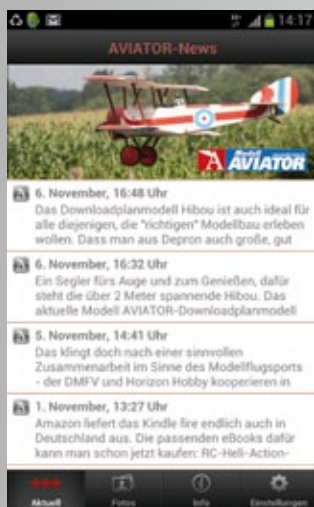 14:17
AVIATOR-News
Modell
AVIATOR
6. November, 16:48 Uhr
Das Downloadplanmodell Hibou ist auch ideal für
alle diejenigen, die "richtigen" Modellbau erleben
wollen. Dass man aus Depron auch große, gut
6. November, 16:32 Uhr
Ein Segler fürs Auge und zum Genießen, dafür
steht die über 2 Meter spannende Hibou. Das
aktuelle Modell AVIATOR-Downloadplanmodell
5. November, 14:41 Uhr
Das klingt doch nach einer sinnvollen
Zusammenarbeit im Sinne des Modellflugsports
- der DMFV und Horizon Hobby kooperieren in
1. November, 13:27 Uhr
Amazon liefert das Kindle fire endlich auch in
Deutschland aus. Die passenden eBooks dafür
kann man schon jetzt kaufen: RC-Heli-Action-
Aktuell Fotos Info Einstellungen